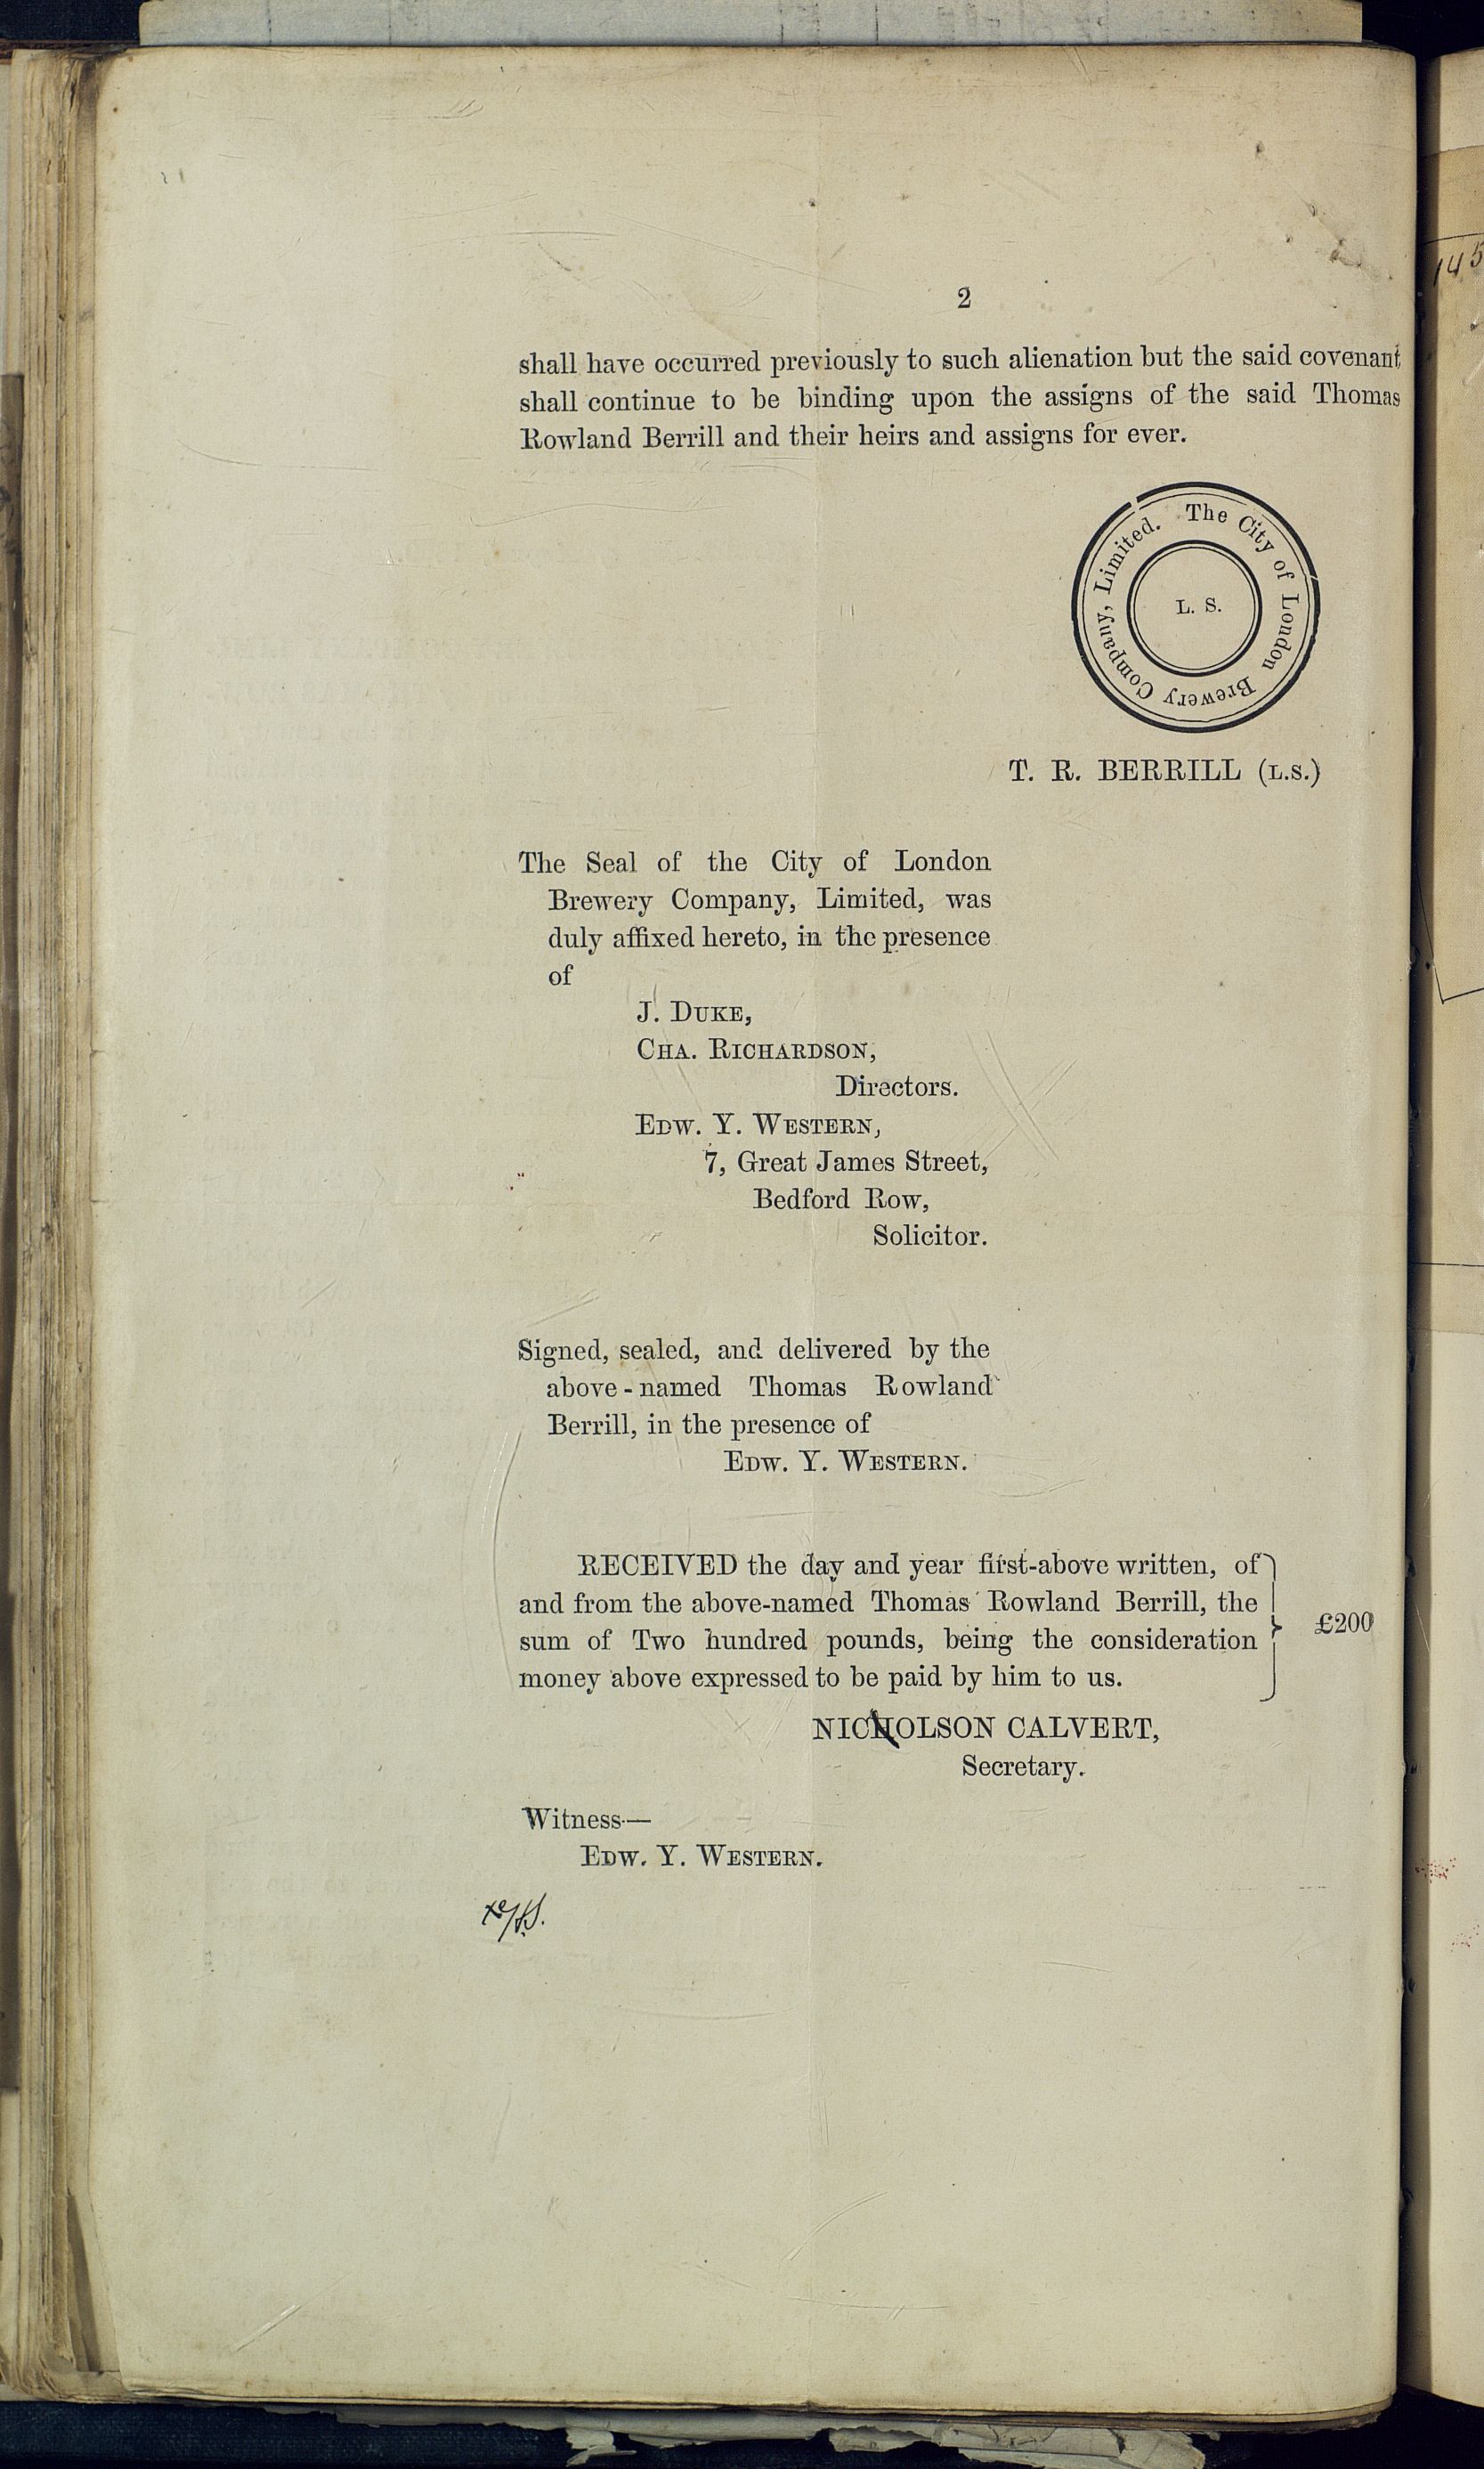 2
shall have occurred previously to such alienation but the said covenant
shall continue to be binding upon the assigns of the said Thomas
Rowland Berrill and their heirs and assigns for ever.
The City of London Brewery Company, Limited.
L. S.
T. R. BERRILL (L.S.)
The Seal of the City of London
Brewery Company, Limited, was
duly affixed hereto, in the presence
of
J. DUKE,
CHA. RICHARDSON,
Directors.
EDW. Y. WESTERN,
7, Great James Street,
Bedford Row,
Solicitor.
Signed, sealed, and delivered by the
above-named Thomas Rowland
Berrill, in the presence of
EDW. Y. WESTERN.
RECEIVED the day and year first-above written, of
and from the above-named Thomas Rowland Berrill, the
sum of Two hundred pounds, being the consideration
money above expressed to be paid by him to us.
£200
NICHOLSON CALVERT,
Secretary.
Witness—
EDW. Y. WESTERN.
145